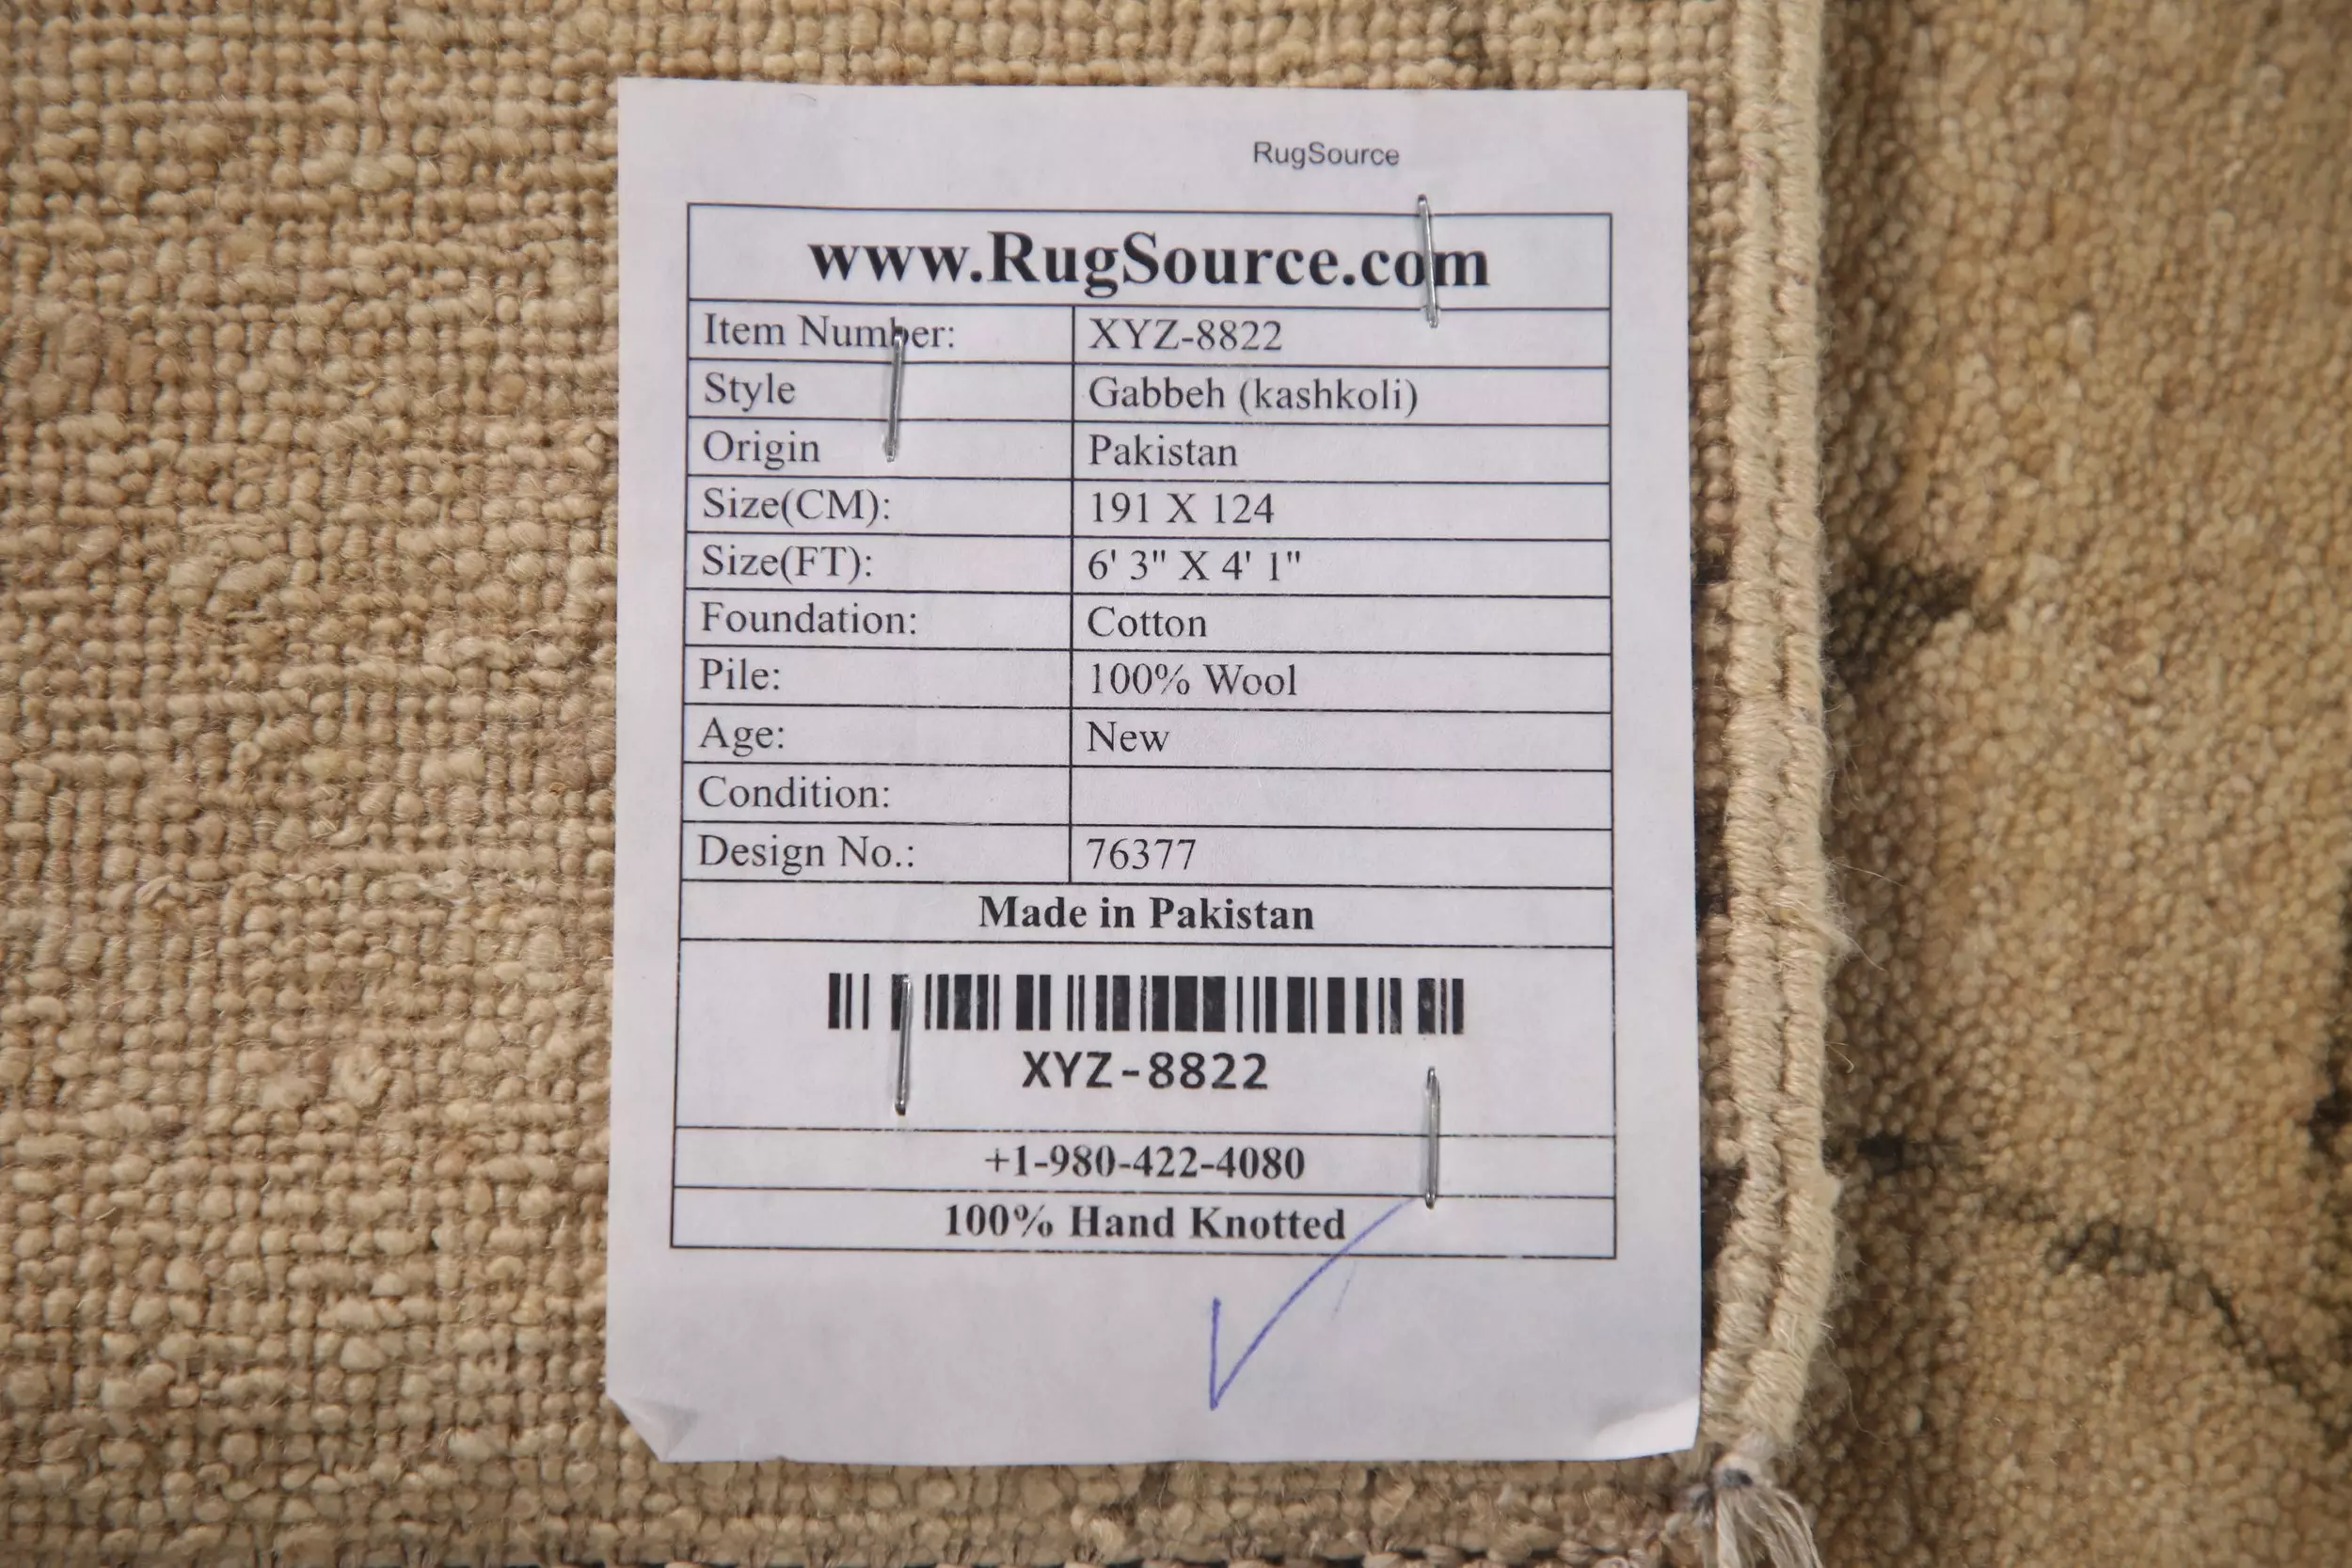 RugSource
www.RugSource.com
Item Number: XYZ-8822
Style Gabbeh (kashkoli)
Origin Pakistan
Size(CM): 191 X 124
Size(FT): 6' 3" X 4' 1"
Foundation: Cotton
Pile: 100% Wool
Age: New
Condition:
Design No.: 76377
Made in Pakistan
XYZ-8822
+1-980-422-4080
100% Hand Knotted